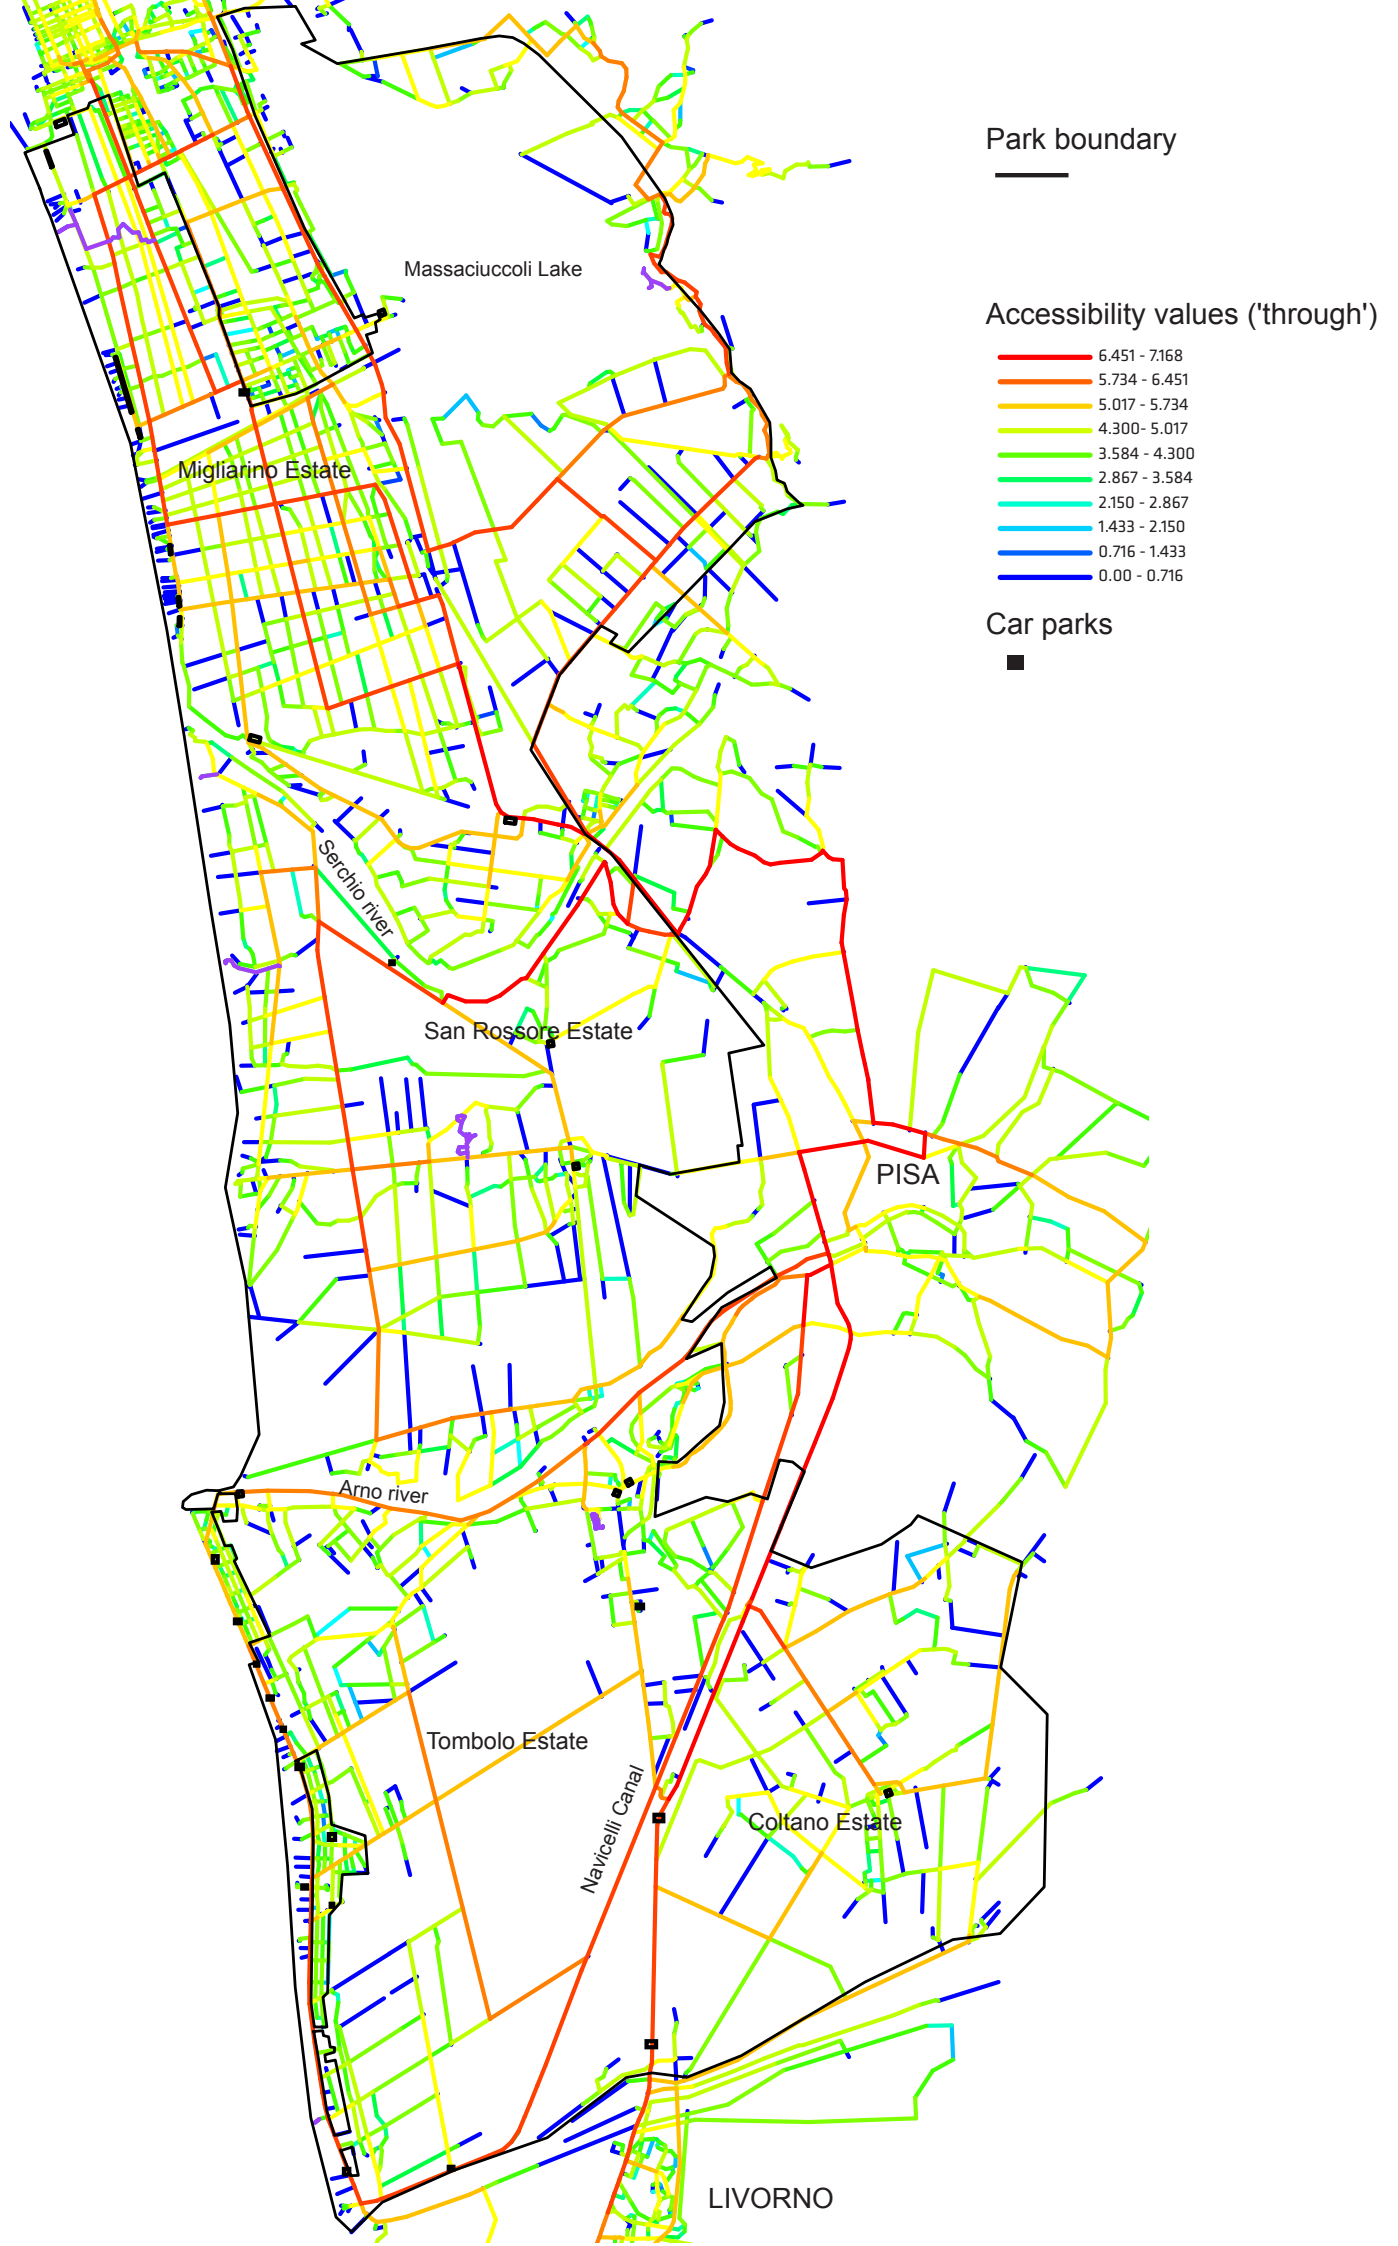 Park boundary
Massaciuccoli Lake
Accessibility values ('through')
6.451 - 7.168
5.734 - 6.451
5.017 - 5.734
4.300- 5.017
3.584 - 4.300
2.867 - 3.584
2.150 - 2.867
1.433 - 2.150
0.716 - 1.433
0.00 - 0.716
Car parks
Migliarino Estate
Serchio river
San Rossore Estate
PISA
Arno river
Tombolo Estate
Navicelli Canal
Coltano Estate
LIVORNO